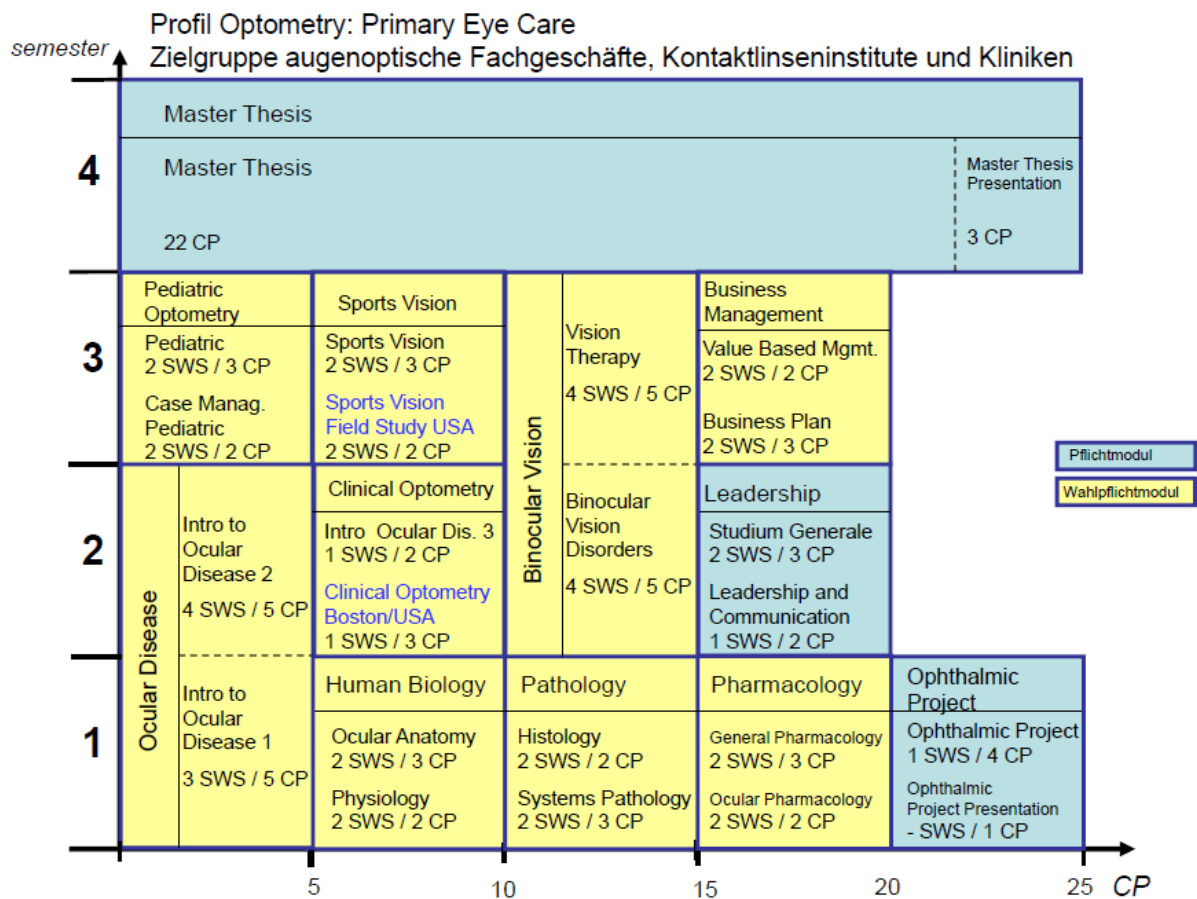 Profil Optometry: Primary Eye Care
Zielgruppe augenoptische Fachgeschäfte, Kontaktlinseninstitute und Kliniken
semester
4
Master Thesis
Master Thesis
22 CP
Master Thesis
Presentation
3 CP
3
Pediatric
Optometry
Pediatric
2 SWS / 3 CP
Case Manag.
Pediatric
2 SWS / 2 CP
Sports Vision
Sports Vision
2 SWS / 3 CP
Sports Vision
Field Study USA
2 SWS / 2 CP
Binocular Vision
Vision
Therapy
4 SWS / 5 CP
Business
Management
Value Based Mgmt.
2 SWS / 2 CP
Business Plan
2 SWS / 3 CP
Pflichtmodul
Wahlpflichtmodul
2
Ocular Disease
Intro to
Ocular
Disease 2
4 SWS / 5 CP
Clinical Optometry
Intro Ocular Dis. 3
1 SWS / 2 CP
Clinical Optometry
Boston/USA
1 SWS / 3 CP
Binocular
Vision
Disorders
4 SWS / 5 CP
Leadership
Studium Generale
2 SWS / 3 CP
Leadership and
Communication
1 SWS / 2 CP
1
Intro to
Ocular
Disease 1
3 SWS / 5 CP
Human Biology
Ocular Anatomy
2 SWS / 3 CP
Physiology
2 SWS / 2 CP
Pathology
Histology
2 SWS / 2 CP
Systems Pathology
2 SWS / 3 CP
Pharmacology
General Pharmacology
2 SWS / 3 CP
Ocular Pharmacology
2 SWS / 2 CP
Ophthalmic
Project
Ophthalmic Project
1 SWS / 4 CP
Ophthalmic
Project Presentation
- SWS / 1 CP
5
10
15
20
25
CP